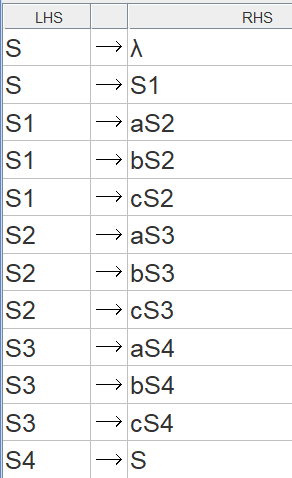 LHS RHS
S → λ
S → S1
S1 → aS2
S1 → bS2
S1 → cS2
S2 → aS3
S2 → bS3
S2 → cS3
S3 → aS4
S3 → bS4
S3 → cS4
S4 → S